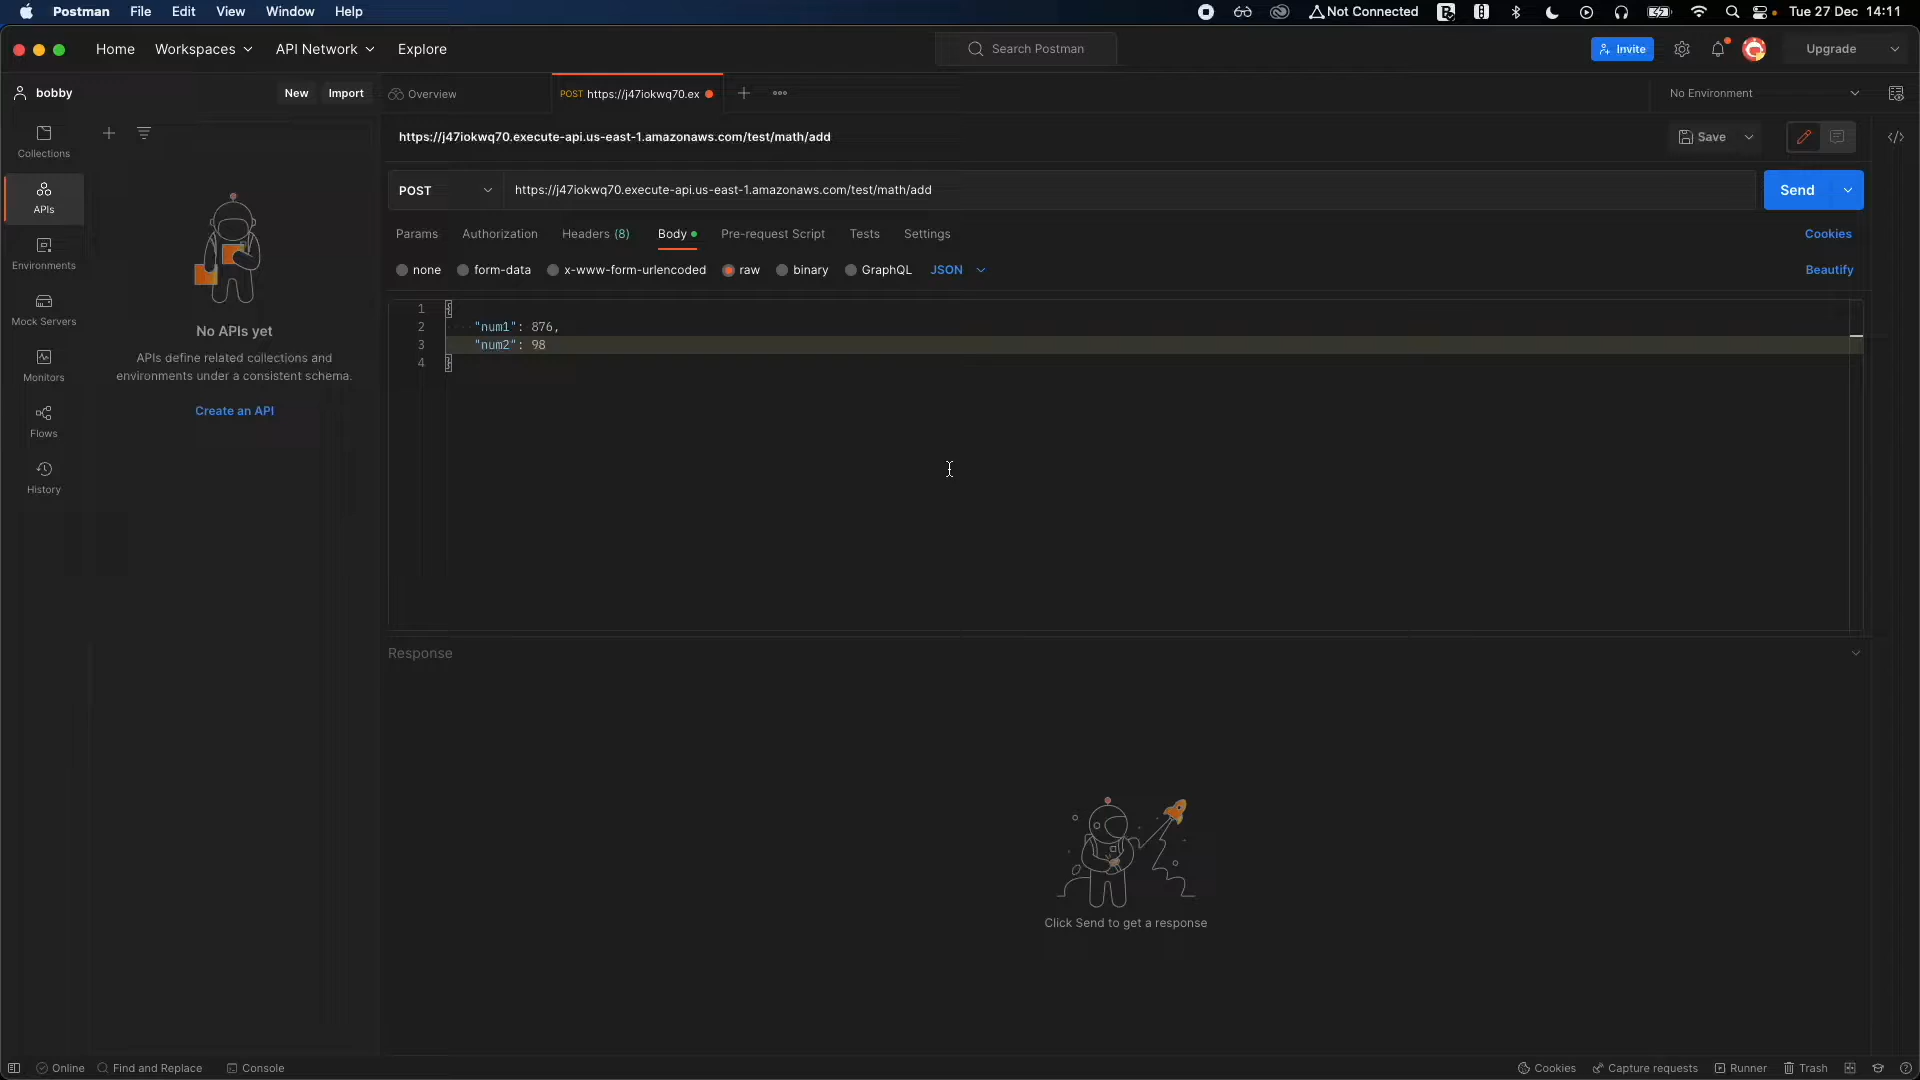 Postman File Edit View Window Help Not Connected Tue 27 Dec 14:11
Home Workspaces API Network Explore Search Postman Invite Upgrade
bobby New Import Overview POST https://j47iokwq70.ex No Environment
Collections
https://j47iokwq70.execute-api.us-east-1.amazonaws.com/test/math/add Save
POST https://j47iokwq70.execute-api.us-east-1.amazonaws.com/test/math/add Send
APIs
Params Authorization Headers (8) Body Pre-request Script Tests Settings Cookies
Environments
none form-data x-www-form-urlencoded raw binary GraphQL JSON Beautify
Mock Servers
Monitors
Flows
History
No APIs yet
APIs define related collections and
environments under a consistent schema.
Create an API
1 {
2 "num1": 876,
3 "num2": 98
4 }
Response
Click Send to get a response
Online Find and Replace Console Cookies Capture requests Runner Trash